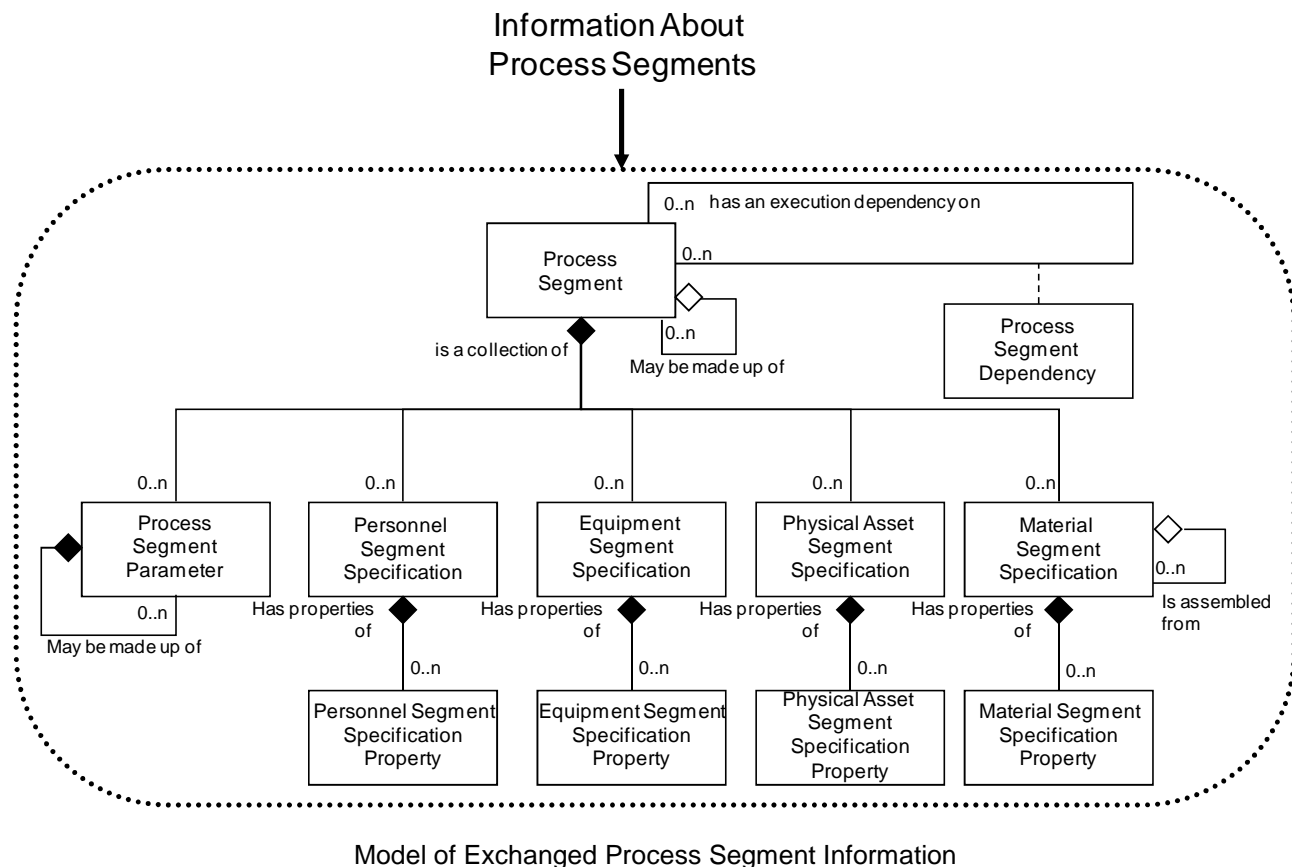 Information About
Process Segments
0..n has an execution dependency on
0..n
Process
Segment
0..n
is a collection of
May be made up of
Process
Segment
Dependency
0..n
0..n
0..n
0..n
0..n
Process
Segment
Parameter
Personnel
Segment
Specification
Equipment
Segment
Specification
Physical Asset
Segment
Specification
Material
Segment
Specification
0..n
May be made up of
0..n
Is assembled
from
Has properties
of
Has properties
of
Has properties
of
Has properties
of
0..n
0..n
0..n
0..n
Personnel Segment
Specification
Property
Equipment Segment
Specification
Property
Physical Asset
Segment
Specification
Property
Material Segment
Specification
Property
Model of Exchanged Process Segment Information